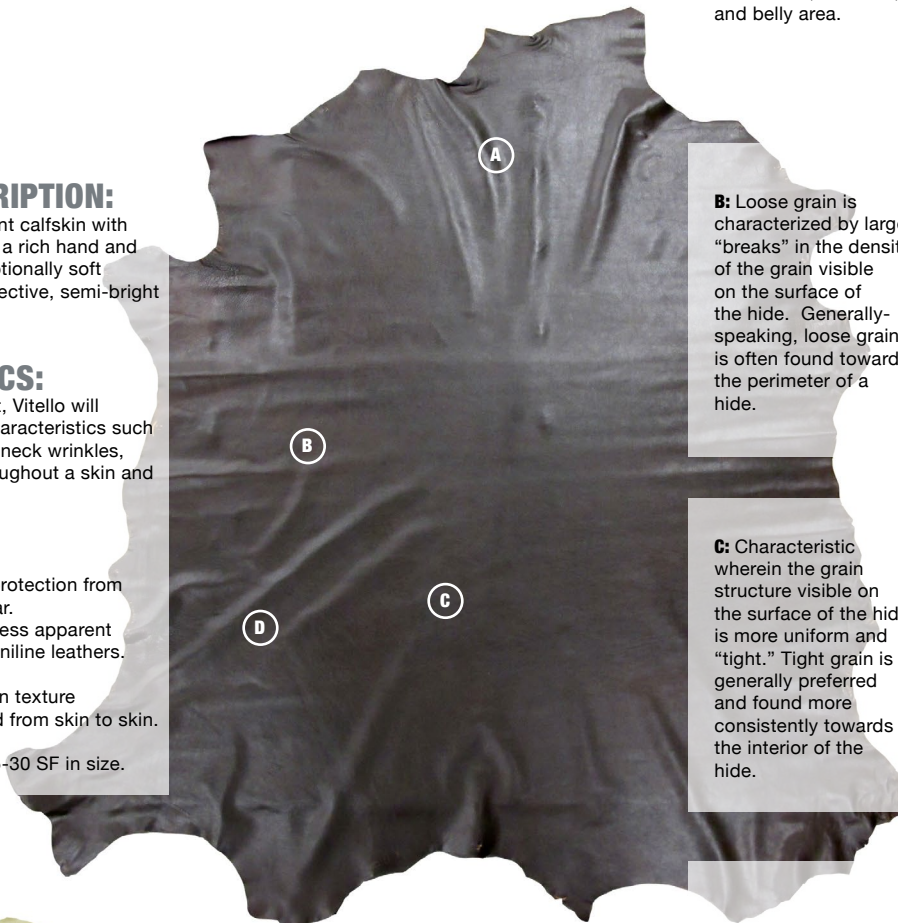 and belly area.
RIPTION:
nt calfskin with
a rich hand and
tionally soft
ective, semi-bright
CS:
, Vitello will
aracteristics such
neck wrinkles,
ughout a skin and
rotection from
ar.
ess apparent
niline leathers.
n texture
d from skin to skin.
-30 SF in size.
A
B
C
D
B: Loose grain is
characterized by large
“breaks” in the densit
of the grain visible
on the surface of
the hide. Generally-
speaking, loose grain
is often found toward
the perimeter of a
hide.
C: Characteristic
wherein the grain
structure visible on
the surface of the hid
is more uniform and
“tight.” Tight grain is
generally preferred
and found more
consistently towards
the interior of the
hide.